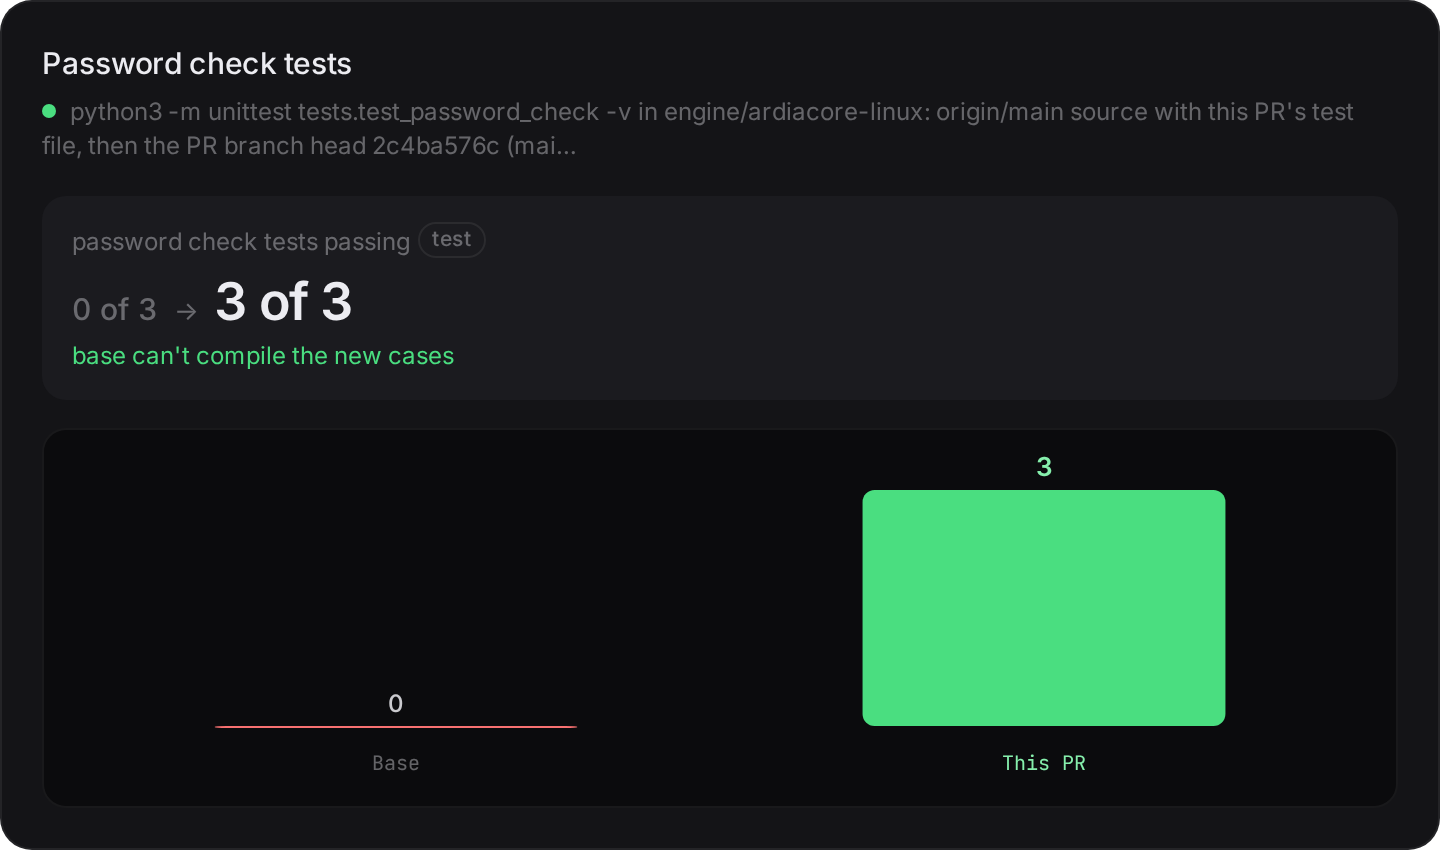 Password check tests
python3 -m unittest tests.test_password_check -v in engine/ardiacore-linux: origin/main source with this PR's test
file, then the PR branch head 2c4ba576c (mai...
password check tests passing test
0 of 3 → 3 of 3
base can't compile the new cases
3
0
Base
This PR